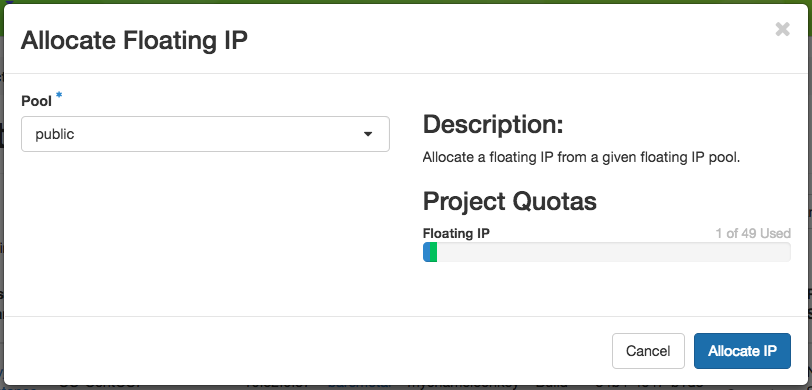 Allocate Floating IP
×
Pool *
public
Description:
Allocate a floating IP from a given floating IP pool.
Project Quotas
Floating IP
1 of 49 Used
Cancel
Allocate IP